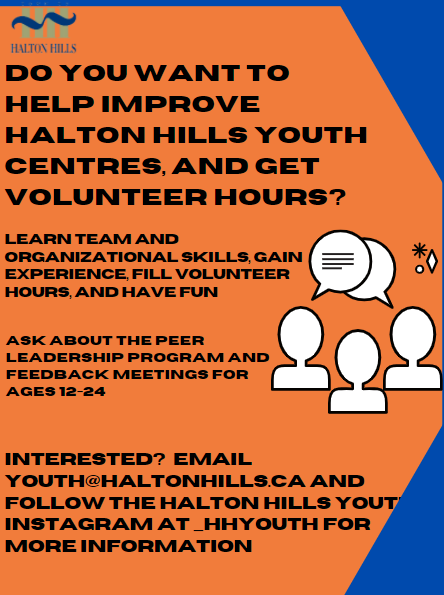 HALTON HILLS
DO YOU WANT TO
HELP IMPROVE
HALTON HILLS YOUTH
CENTRES, AND GET
VOLUNTEER HOURS?
LEARN TEAM AND
ORGANIZATIONAL SKILLS, GAIN
EXPERIENCE, FILL VOLUNTEER
HOURS, AND HAVE FUN
ASK ABOUT THE PEER
LEADERSHIP PROGRAM AND
FEEDBACK MEETINGS FOR
AGES 12-24
INTERESTED? EMAIL
YOUTH@HALTONHILLS.CA AND
FOLLOW THE HALTON HILLS YOUTH
INSTAGRAM AT _HHYOUTH FOR
MORE INFORMATION